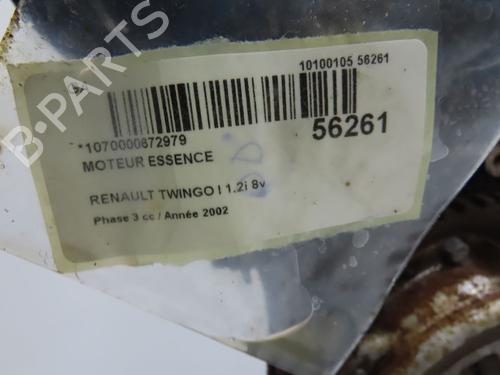 10100105 56261
56261
*1070000672979
MOTEUR ESSENCE
RENAULT TWINGO I 1.2i 8v
Phase 3 cc / Année 2002
B-PARTS